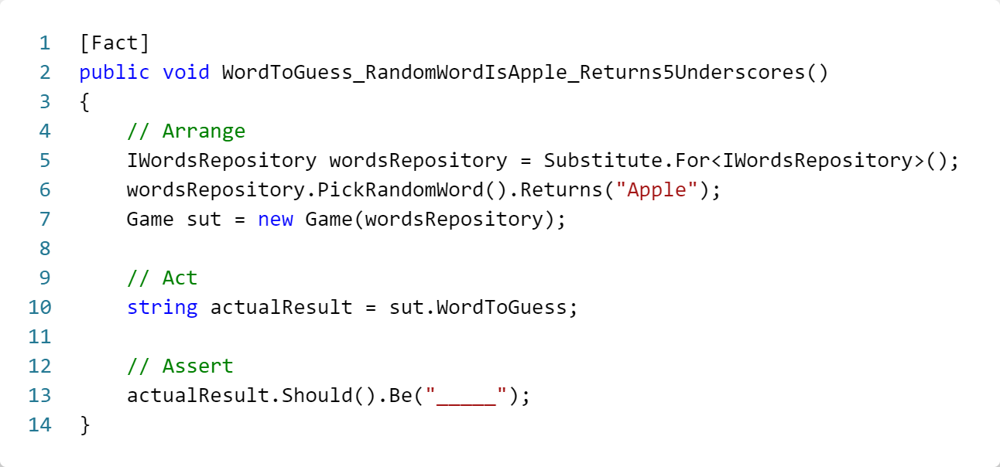 1 [Fact]
2 public void WordToGuess_RandomWordIsApple_Returns5Underscores()
3 {
4     // Arrange
5     IWordsRepository wordsRepository = Substitute.For<IWordsRepository>();
6     wordsRepository.PickRandomWord().Returns("Apple");
7     Game sut = new Game(wordsRepository);
8
9     // Act
10     string actualResult = sut.WordToGuess;
11
12     // Assert
13     actualResult.Should().Be("_____");
14 }